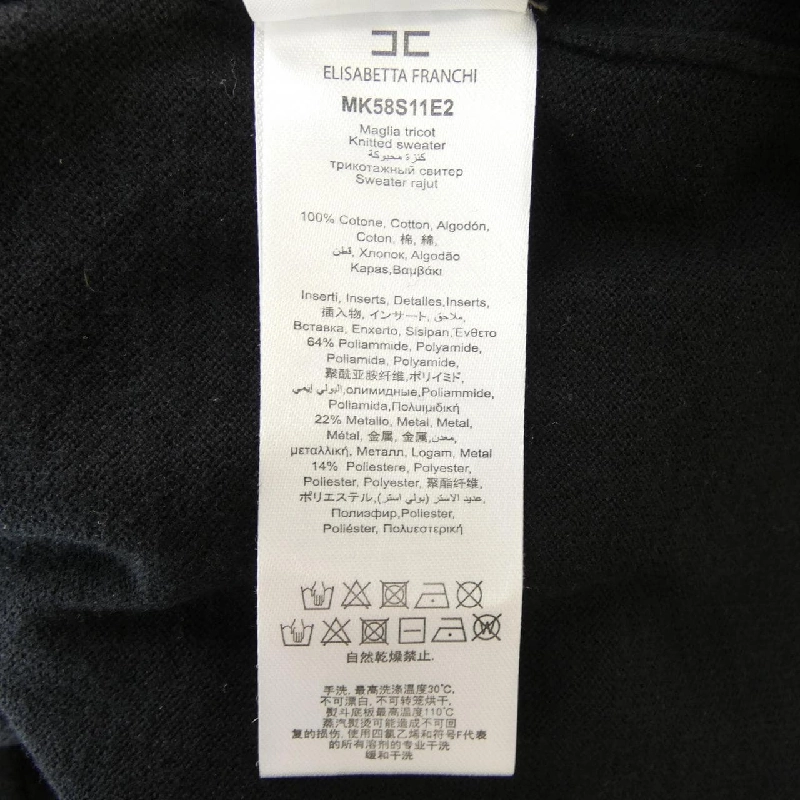 ELISABETTA FRANCHI
MK58S11E2
Maglia tricot
Knitted sweater
كنزة محبوكة
трикотажный свитер
Sweater rajut
100% Cotone, Cotton, Algodón,
Coton, 棉, 綿,
قطن, Хлопок, Algodão
Kapas,Βαμβάκι
Inserti, Inserts, Detalles,Inserts,
插入物, インサート, ملاحق,
Вставка, Enxerto, Sisipan,Ένθετο
64% Poliammide, Polyamide,
Poliamida, Polyamide,
聚酰亚胺纤维,ポリイミド,
البولي إيمي,олимидные,Poliammide,
Poliamida,Πολυιμιδική
22% Metallo, Metal, Metal,
Métal, 金属, 金属,معدن,
μεταλλική, Металл, Logam, Metal
14% Poliestere, Polyester,
Poliester, Polyester, 聚酯纤维,
ポリエステル,(عديد الاستر (بولي استر,
Полиэфир,Poliester,
Poliéster, Πολυεστερική
自然乾燥禁止.
手洗, 最高洗涤温度30°C,
不可漂白, 不可转笼烘干,
熨斗底板最高温度110°C
蒸汽熨烫可能造成不可回
复的损伤, 使用四氯乙烯和符号F代表
的所有溶剂的专业干洗
缓和干洗